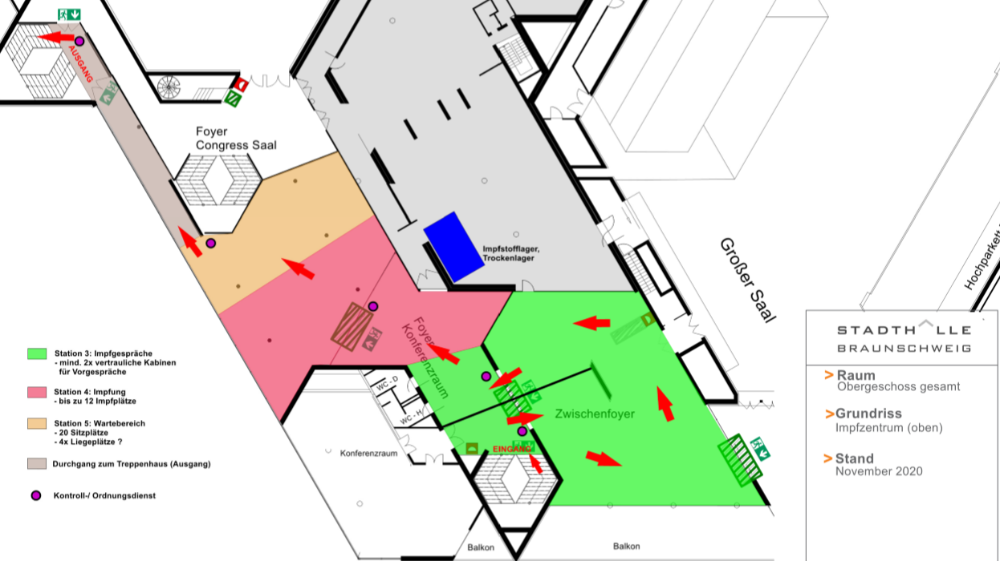 AUSGANG
Foyer
Congress Saal
Impfstofflager,
Trockenlager
Großer Saal
Hochparkett
Foyer
Konferenzraum
WC - D
WC - H
Zwischenfoyer
EINGANG
Konferenzraum
Balkon
Balkon
Station 3: Impfgespräche
- mind. 2x vertrauliche Kabinen
für Vorgespräche
Station 4: Impfung
- bis zu 12 Impfplätze
Station 5: Wartebereich
- 20 Sitzplätze
- 4x Liegeplätze ?
Durchgang zum Treppenhaus (Ausgang)
Kontroll-/ Ordnungsdienst
STADTHALLE
BRAUNSCHWEIG
> Raum
Obergeschoss gesamt
>Grundriss
Impfzentrum (oben)
> Stand
November 2020